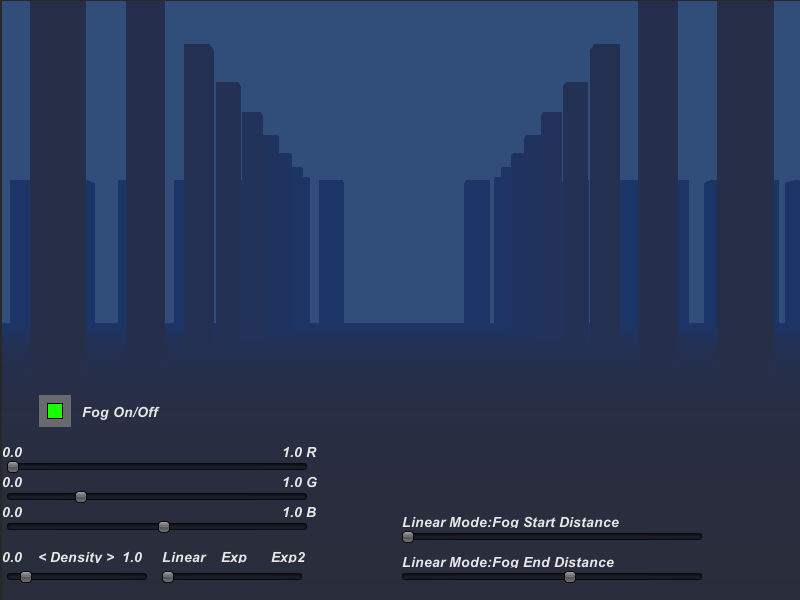 Fog On/Off
0.0 1.0 R
0.0 1.0 G
0.0 1.0 B
0.0 < Density > 1.0 Linear Exp Exp2
Linear Mode:Fog Start Distance
Linear Mode:Fog End Distance